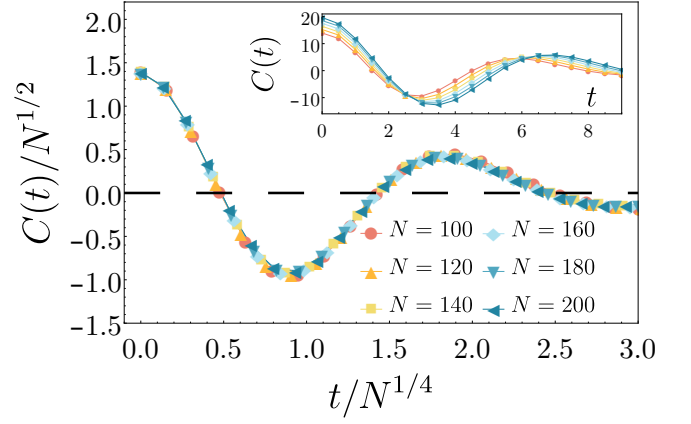 20
10
0
−10
C(t)
0 2 4 6 8
t
1.5
1.0
0.5
0.0
−0.5
−1.0
−1.5
C(t)/N^{1/2}
N = 100
N = 120
N = 140
N = 160
N = 180
N = 200
0.0 0.5 1.0 1.5 2.0 2.5 3.0
t/N^{1/4}